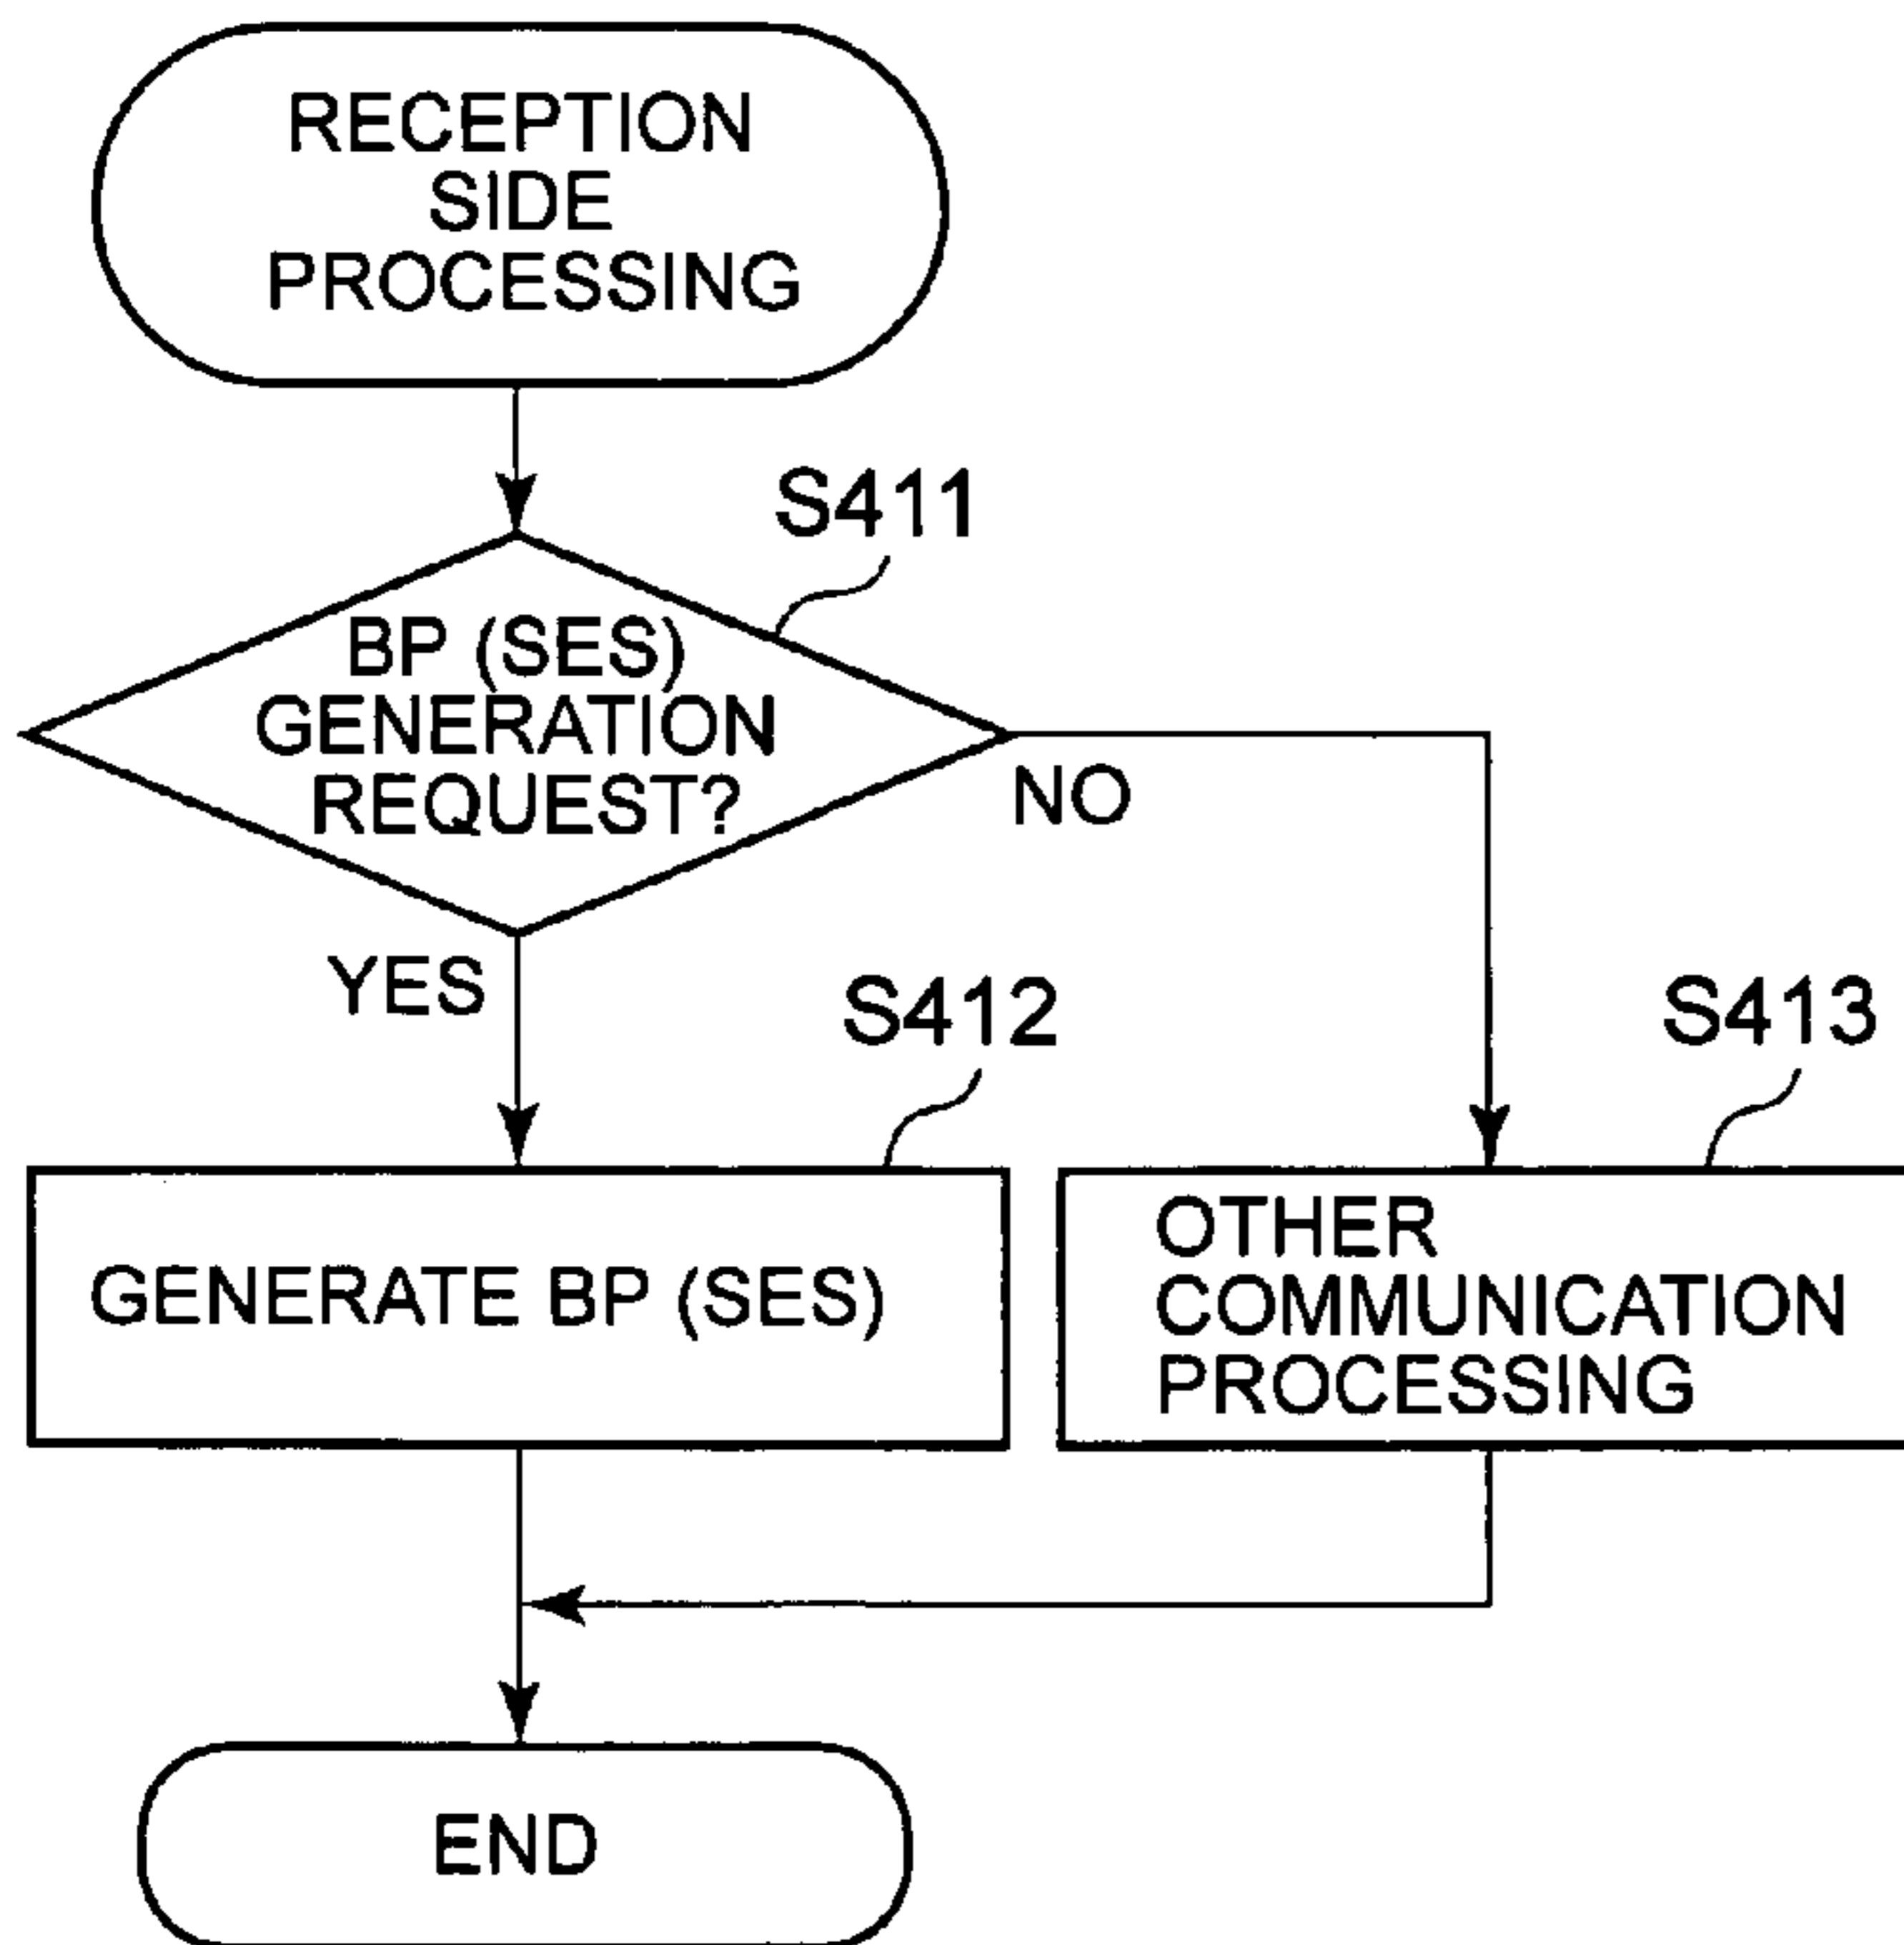 RECEPTION
SIDE
PROCESSING
S411
BP (SES)
GENERATION
REQUEST?
NO
YES
S412
S413
GENERATE BP (SES)
OTHER
COMMUNICATION
PROCESSING
END